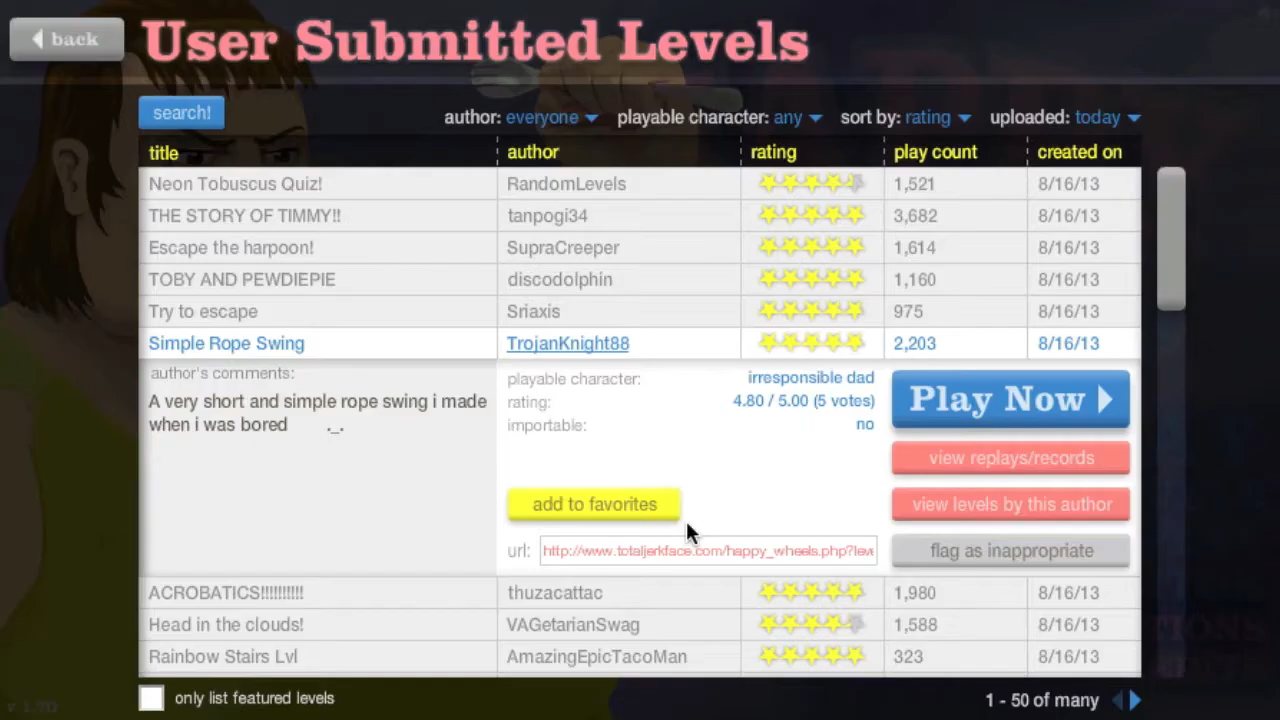 back
User Submitted Levels
search!
author: everyone playable character: any sort by: rating uploaded: today
title author rating play count created on
Neon Tobuscus Quiz! RandomLevels 1,521 8/16/13
THE STORY OF TIMMY!! tanpogi34 3,682 8/16/13
Escape the harpoon! SupraCreeper 1,614 8/16/13
TOBY AND PEWDIEPIE discodolphin 1,160 8/16/13
Try to escape Sriaxis 975 8/16/13
Simple Rope Swing TrojanKnight88 2,203 8/16/13
author's comments:
A very short and simple rope swing i made
when i was bored ._.
playable character: irresponsible dad
rating: 4.80 / 5.00 (5 votes)
importable: no
add to favorites
url: http://www.totaljerkface.com/happy_wheels.php?lev
Play Now
view replays/records
view levels by this author
flag as inappropriate
ACROBATICS!!!!!!!!!! thuzacattac 1,980 8/16/13
Head in the clouds! VAGetarianSwag 1,588 8/16/13
Rainbow Stairs Lvl AmazingEpicTacoMan 323 8/16/13
only list featured levels
1 - 50 of many